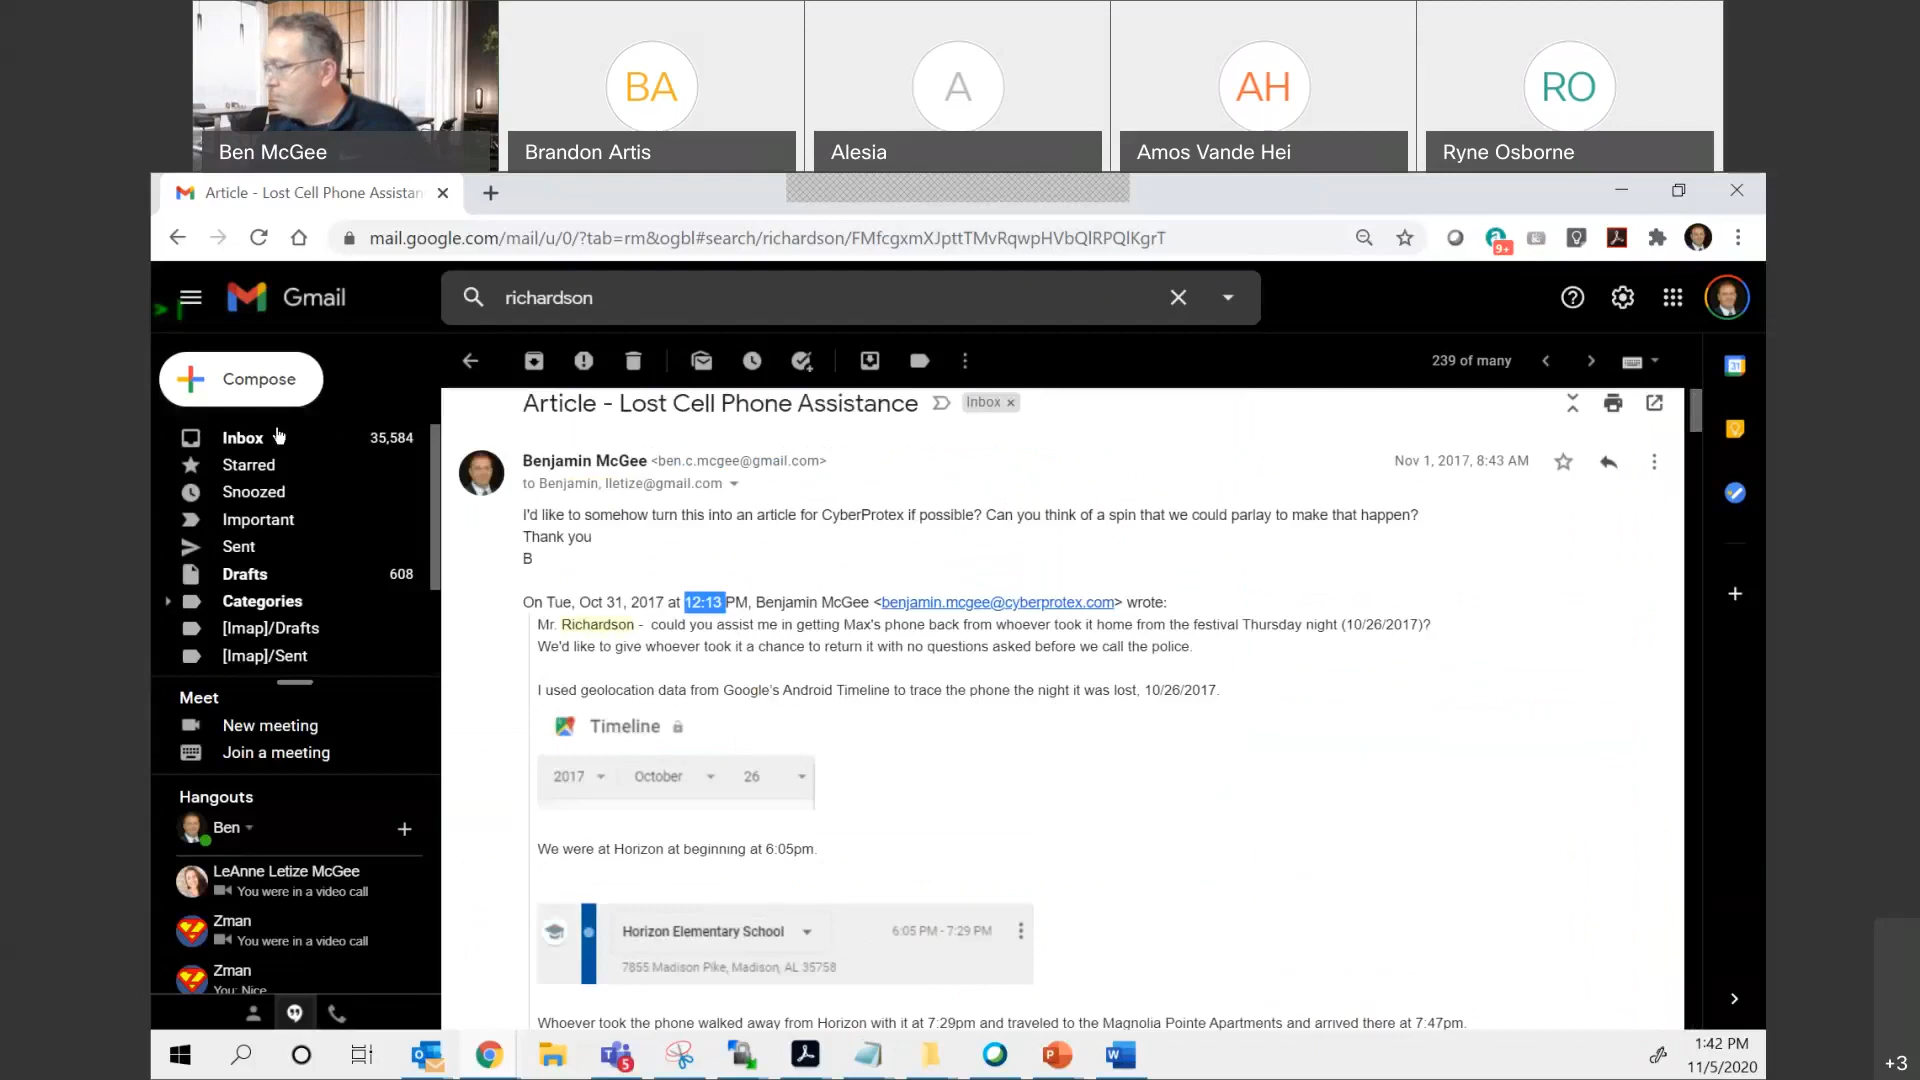 BA
A
AH
RO
Ben McGee
Brandon Artis
Alesia
Amos Vande Hei
Ryne Osborne
Article - Lost Cell Phone Assistan
mail.google.com/mail/u/0/?tab=rm&ogbl#search/richardson/FMfcgxmXJpttTMvRqwpHVbQlRPQlKgrT
9+
Gmail
richardson
Compose
239 of many
Article - Lost Cell Phone Assistance
Inbox ×
Inbox 35,584
Starred
Snoozed
Important
Sent
Drafts 608
Categories
[Imap]/Drafts
[Imap]/Sent
Meet
New meeting
Join a meeting
Hangouts
Ben
LeAnne Letize McGee
You were in a video call
Zman
You were in a video call
Zman
You: Nice
Benjamin McGee <ben.c.mcgee@gmail.com>
Nov 1, 2017, 8:43 AM
to Benjamin, lletize@gmail.com
I'd like to somehow turn this into an article for CyberProtex if possible? Can you think of a spin that we could parlay to make that happen?
Thank you
B
On Tue, Oct 31, 2017 at 12:13 PM, Benjamin McGee <benjamin.mcgee@cyberprotex.com> wrote:
Mr. Richardson - could you assist me in getting Max's phone back from whoever took it home from the festival Thursday night (10/26/2017)?
We'd like to give whoever took it a chance to return it with no questions asked before we call the police.
I used geolocation data from Google's Android Timeline to trace the phone the night it was lost, 10/26/2017.
Timeline
2017 October 26
We were at Horizon at beginning at 6:05pm.
Horizon Elementary School 6:05 PM - 7:29 PM
7855 Madison Pike, Madison, AL 35758
Whoever took the phone walked away from Horizon with it at 7:29pm and traveled to the Magnolia Pointe Apartments and arrived there at 7:47pm.
31
5
1:42 PM
11/5/2020
+3